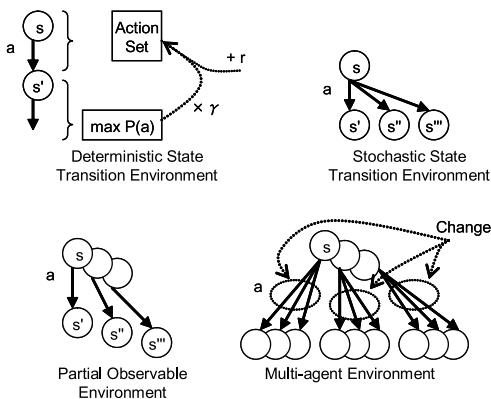 s
a
s'
Action
Set
+ r
× γ
max P(a)
Deterministic State
Transition Environment
s
a
s' s'' s'''
Stochastic State
Transition Environment
s
a
s' s'' s'''
Partial Observable
Environment
Change
s
a
Multi-agent Environment